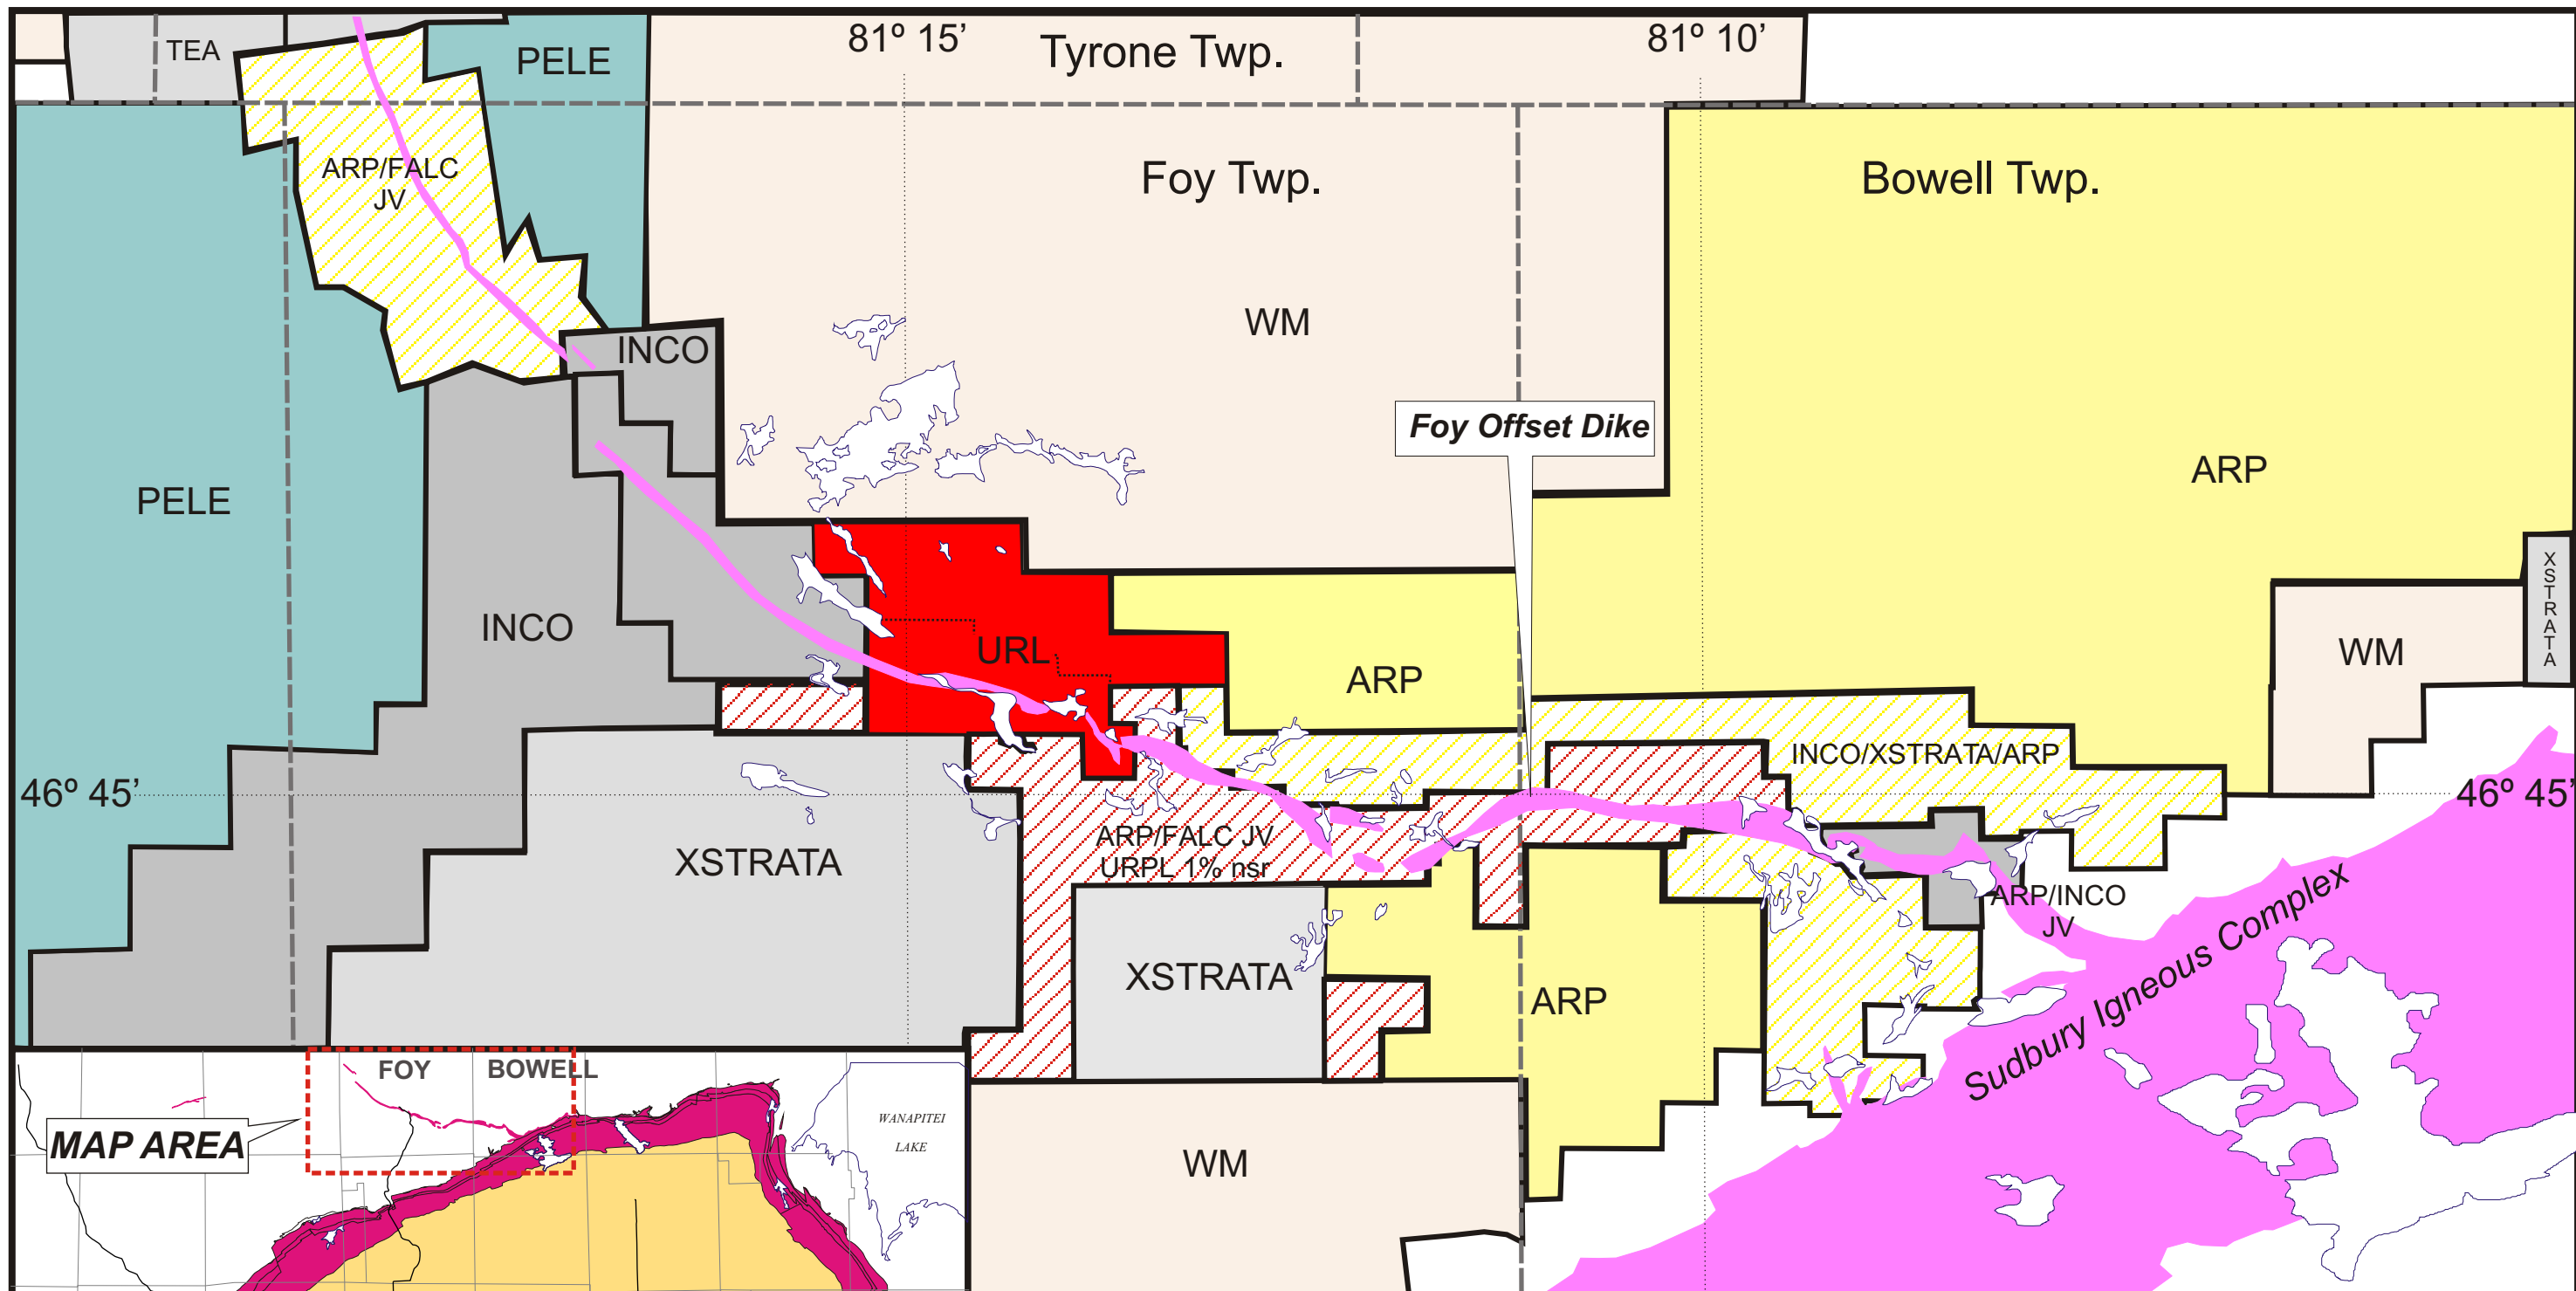 81º 15’
81º 10’
TEA
PELE
Tyrone Twp.
ARP/FALC
JV
Foy Twp.
Bowell Twp.
WM
INCO
Foy Offset Dike
PELE
ARP
XSTRATA
INCO
URL
ARP
WM
INCO/XSTRATA/ARP
46º 45’
46º 45’
XSTRATA
ARP/FALC JV
URPL 1% nsr
ARP/INCO
JV
XSTRATA
ARP
Sudbury Igneous Complex
FOY
BOWELL
MAP AREA
WANAPITEI
LAKE
WM